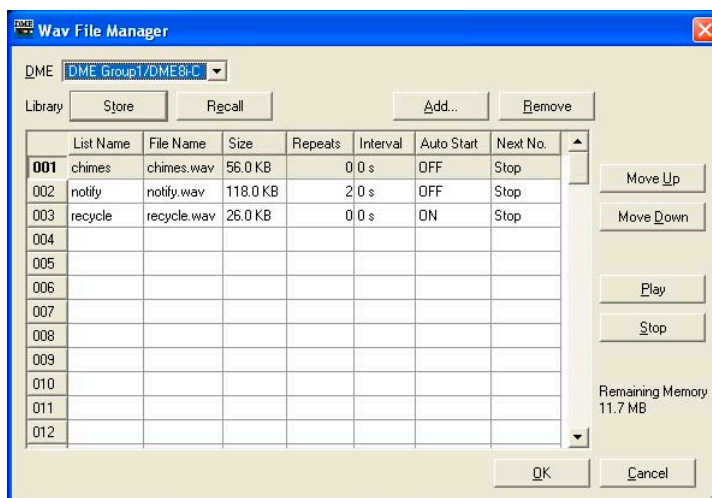 DME Wav File Manager
DME DME Group1/DME8i-C
Library Store Recall Add... Remove
List Name File Name Size Repeats Interval Auto Start Next No.
001 chimes chimes.wav 56.0 KB 0 0 s OFF Stop
002 notify notify.wav 118.0 KB 2 0 s OFF Stop
003 recycle recycle.wav 26.0 KB 0 0 s ON Stop
004
005
006
007
008
009
010
011
012
Move Up
Move Down
Play
Stop
Remaining Memory
11.7 MB
OK Cancel